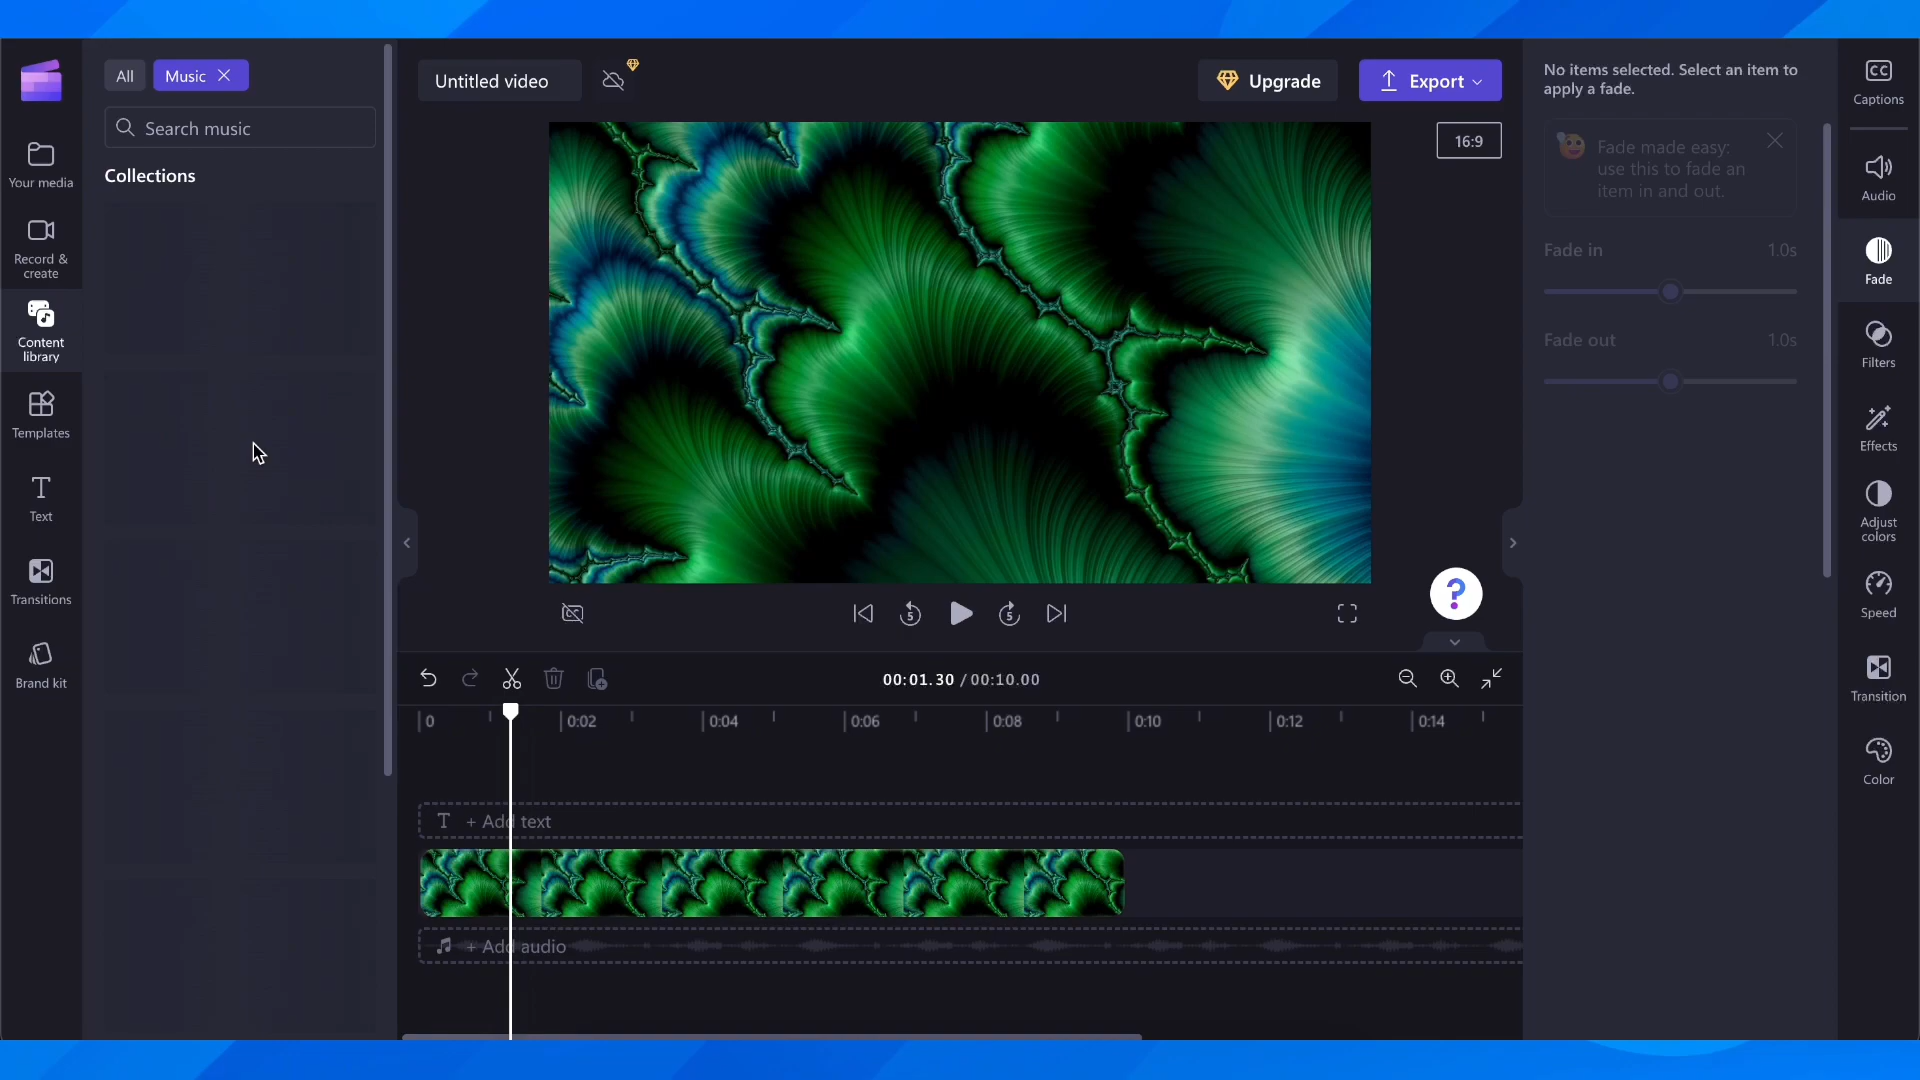 All
Music
Search music
Collections
Your media
Record &
create
Content
library
Templates
Text
Transitions
Brand kit
Untitled video
Upgrade
Export
16:9
5
5
?
00:01.30 / 00:10.00
0
0:02
0:04
0:06
0:08
0:10
0:12
0:14
T + Add text
+ Add audio
No items selected. Select an item to
apply a fade.
Fade made easy:
use this to fade an
item in and out.
Fade in 1.0s
Fade out 1.0s
CC
Captions
Audio
Fade
Filters
Effects
Adjust
colors
Speed
Transition
Color